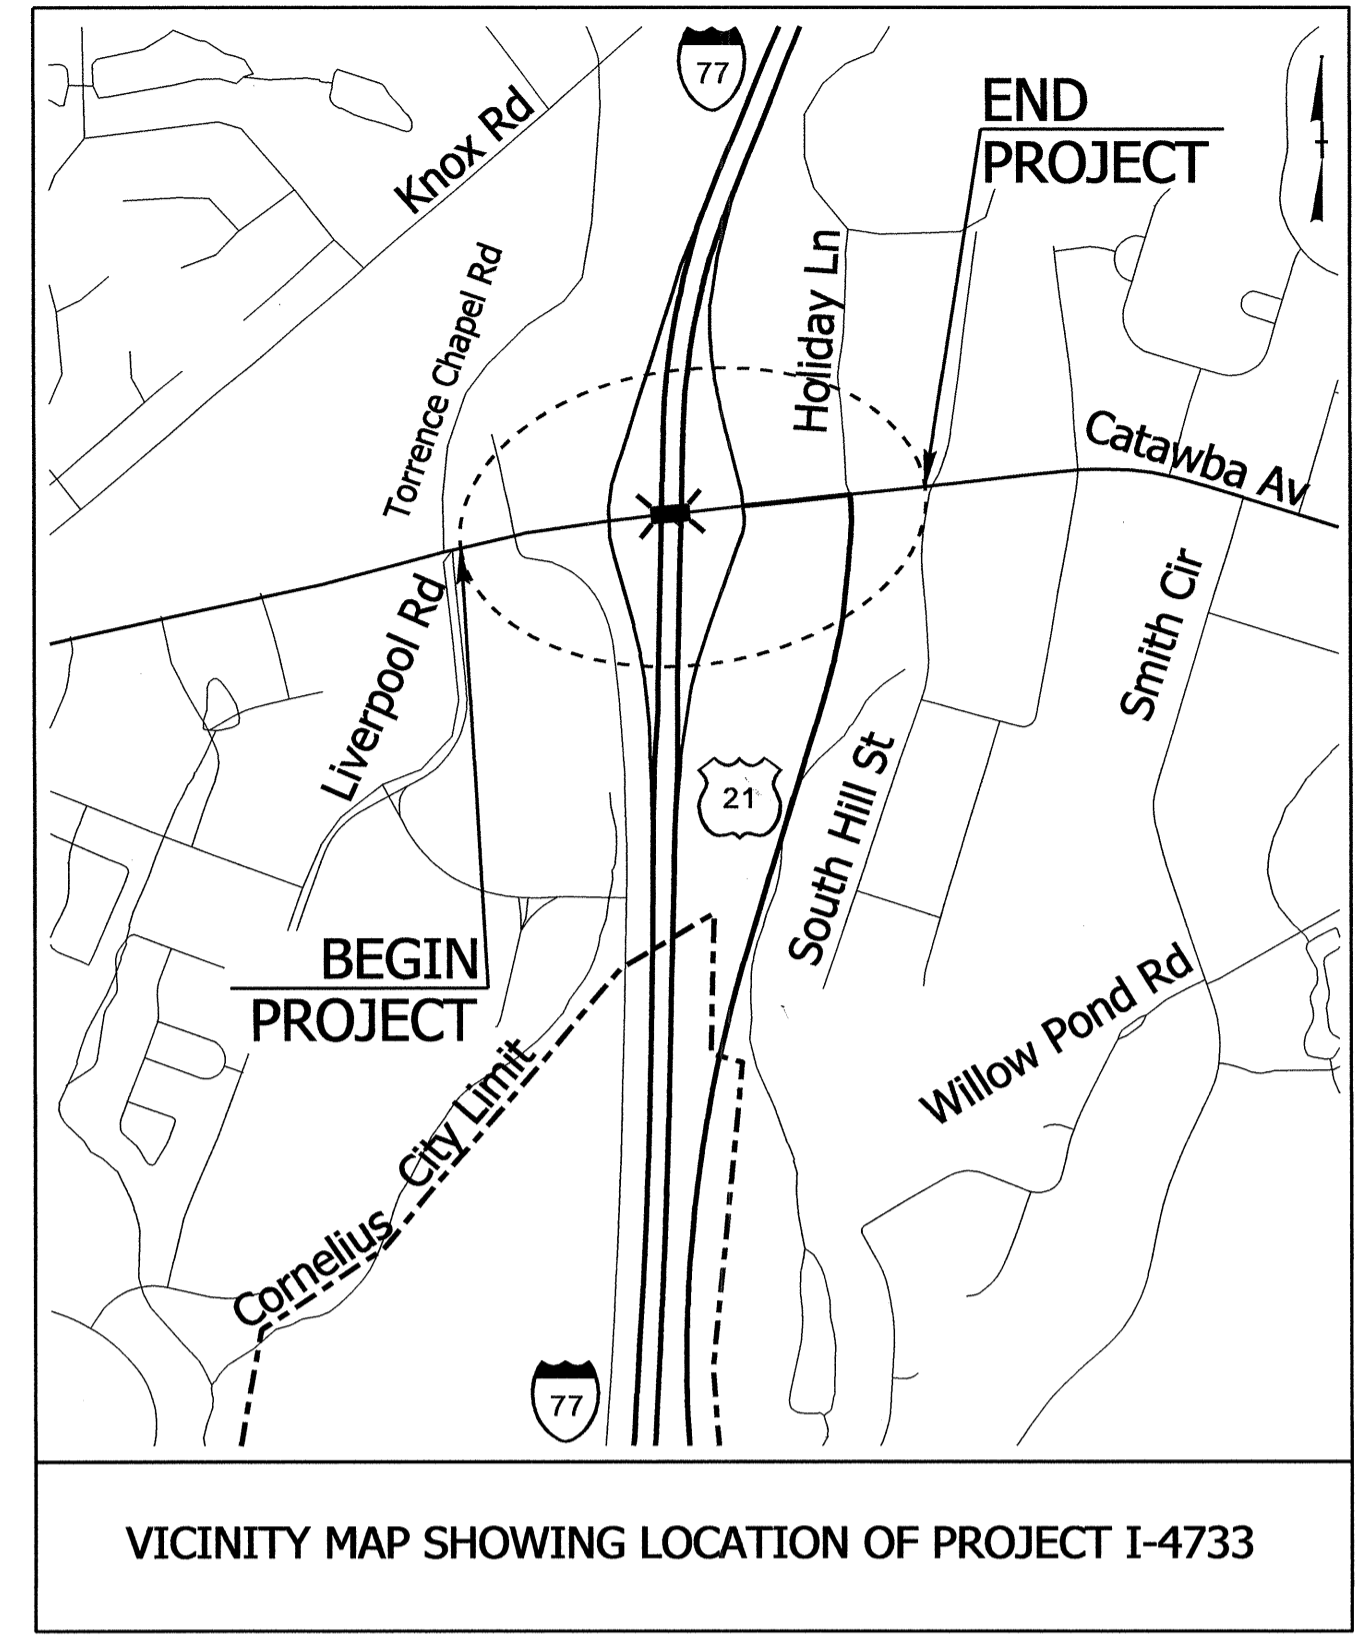 77
END
PROJECT
Knox Rd
Torrence Chapel Rd
Holiday Ln
Catawba Av
Liverpool Rd
Smith Cir
21
South Hill St
BEGIN
PROJECT
Willow Pond Rd
Cornelius City Limit
77
VICINITY MAP SHOWING LOCATION OF PROJECT I-4733